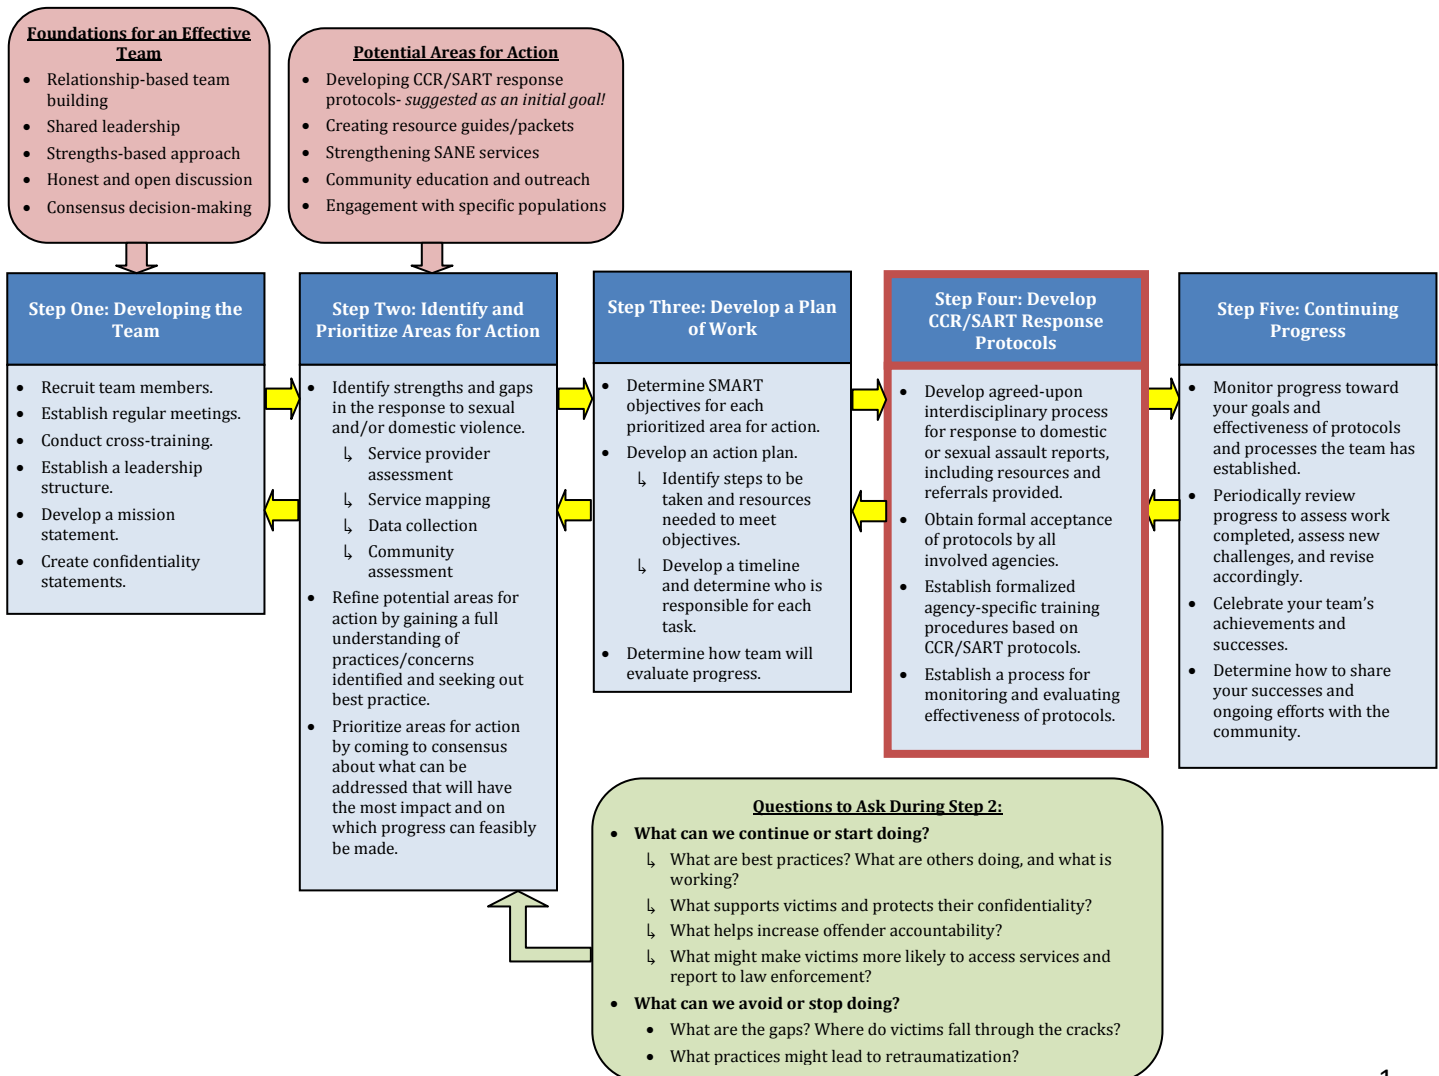 Foundations for an Effective
Team
• Relationship-based team
building
• Shared leadership
• Strengths-based approach
• Honest and open discussion
• Consensus decision-making
Potential Areas for Action
• Developing CCR/SART response
protocols- suggested as an initial goal!
• Creating resource guides/packets
• Strengthening SANE services
• Community education and outreach
• Engagement with specific populations
Step One: Developing the
Team
• Recruit team members.
• Establish regular meetings.
• Conduct cross-training.
• Establish a leadership
structure.
• Develop a mission
statement.
• Create confidentiality
statements.
Step Two: Identify and
Prioritize Areas for Action
• Identify strengths and gaps
in the response to sexual
and/or domestic violence.
↳ Service provider
assessment
↳ Service mapping
↳ Data collection
↳ Community
assessment
• Refine potential areas for
action by gaining a full
understanding of
practices/concerns
identified and seeking out
best practice.
• Prioritize areas for action
by coming to consensus
about what can be
addressed that will have
the most impact and on
which progress can feasibly
be made.
Step Three: Develop a Plan
of Work
• Determine SMART
objectives for each
prioritized area for action.
• Develop an action plan.
↳ Identify steps to be
taken and resources
needed to meet
objectives.
↳ Develop a timeline
and determine who is
responsible for each
task.
• Determine how team will
evaluate progress.
Step Four: Develop
CCR/SART Response
Protocols
• Develop agreed-upon
interdisciplinary process
for response to domestic
or sexual assault reports,
including resources and
referrals provided.
• Obtain formal acceptance
of protocols by all
involved agencies.
• Establish formalized
agency-specific training
procedures based on
CCR/SART protocols.
• Establish a process for
monitoring and evaluating
effectiveness of protocols.
Step Five: Continuing
Progress
• Monitor progress toward
your goals and
effectiveness of protocols
and processes the team has
established.
• Periodically review
progress to assess work
completed, assess new
challenges, and revise
accordingly.
• Celebrate your team's
achievements and
successes.
• Determine how to share
your successes and
ongoing efforts with the
community.
Questions to Ask During Step 2:
• What can we continue or start doing?
↳ What are best practices? What are others doing, and what is
working?
↳ What supports victims and protects their confidentiality?
↳ What helps increase offender accountability?
↳ What might make victims more likely to access services and
report to law enforcement?
• What can we avoid or stop doing?
• What are the gaps? Where do victims fall through the cracks?
• What practices might lead to retraumatization?
1